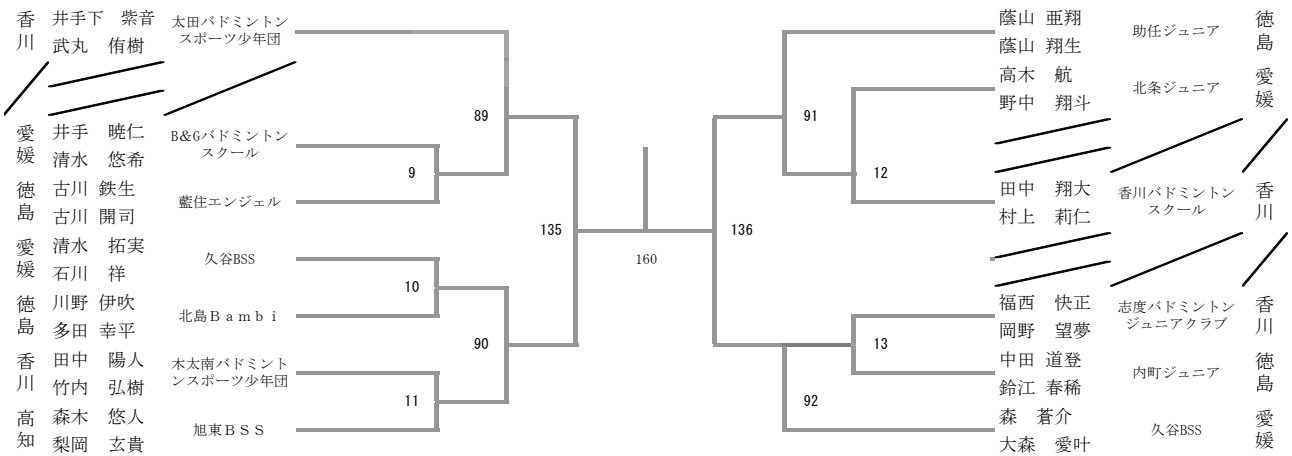 香川 井手下 紫音 太田バドミントン
武丸 侑樹 スポーツ少年団
愛媛 井手 暁仁 B&Gバドミントン
清水 悠希 スクール
徳島 古川 鉄生 藍住エンジェル
古川 開司
愛媛 清水 拓実 久谷BSS
石川 祥
徳島 川野 伊吹 北島Ｂａｍｂｉ
多田 幸平
香川 田中 陽人 木太南バドミント
竹内 弘樹 ンスポーツ少年団
高知 森木 悠人 旭東ＢＳＳ
梨岡 玄貴
89
9
135
10
90
11
160
136
91
12
13
92
蔭山 亜翔 助任ジュニア 徳島
蔭山 翔生
高木 航 北条ジュニア 愛媛
野中 翔斗
田中 翔大 香川バドミントン 香川
村上 莉仁 スクール
福西 快正 志度バドミントン 香川
岡野 望夢 ジュニアクラブ
中田 道登 内町ジュニア 徳島
鈴江 春稀
森 蒼介 久谷BSS 愛媛
大森 愛叶